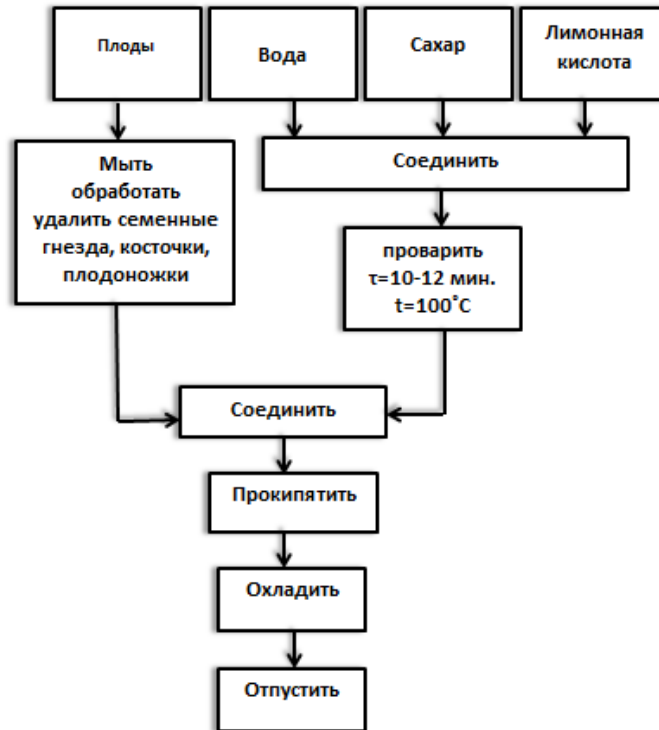 Плоды
Вода
Сахар
Лимонная
кислота
Мыть
обработать
удалить семенные
гнезда, косточки,
плодоножки
Соединить
проварить
τ=10-12 мин.
t=100˚C
Соединить
Прокипятить
Охладить
Отпустить